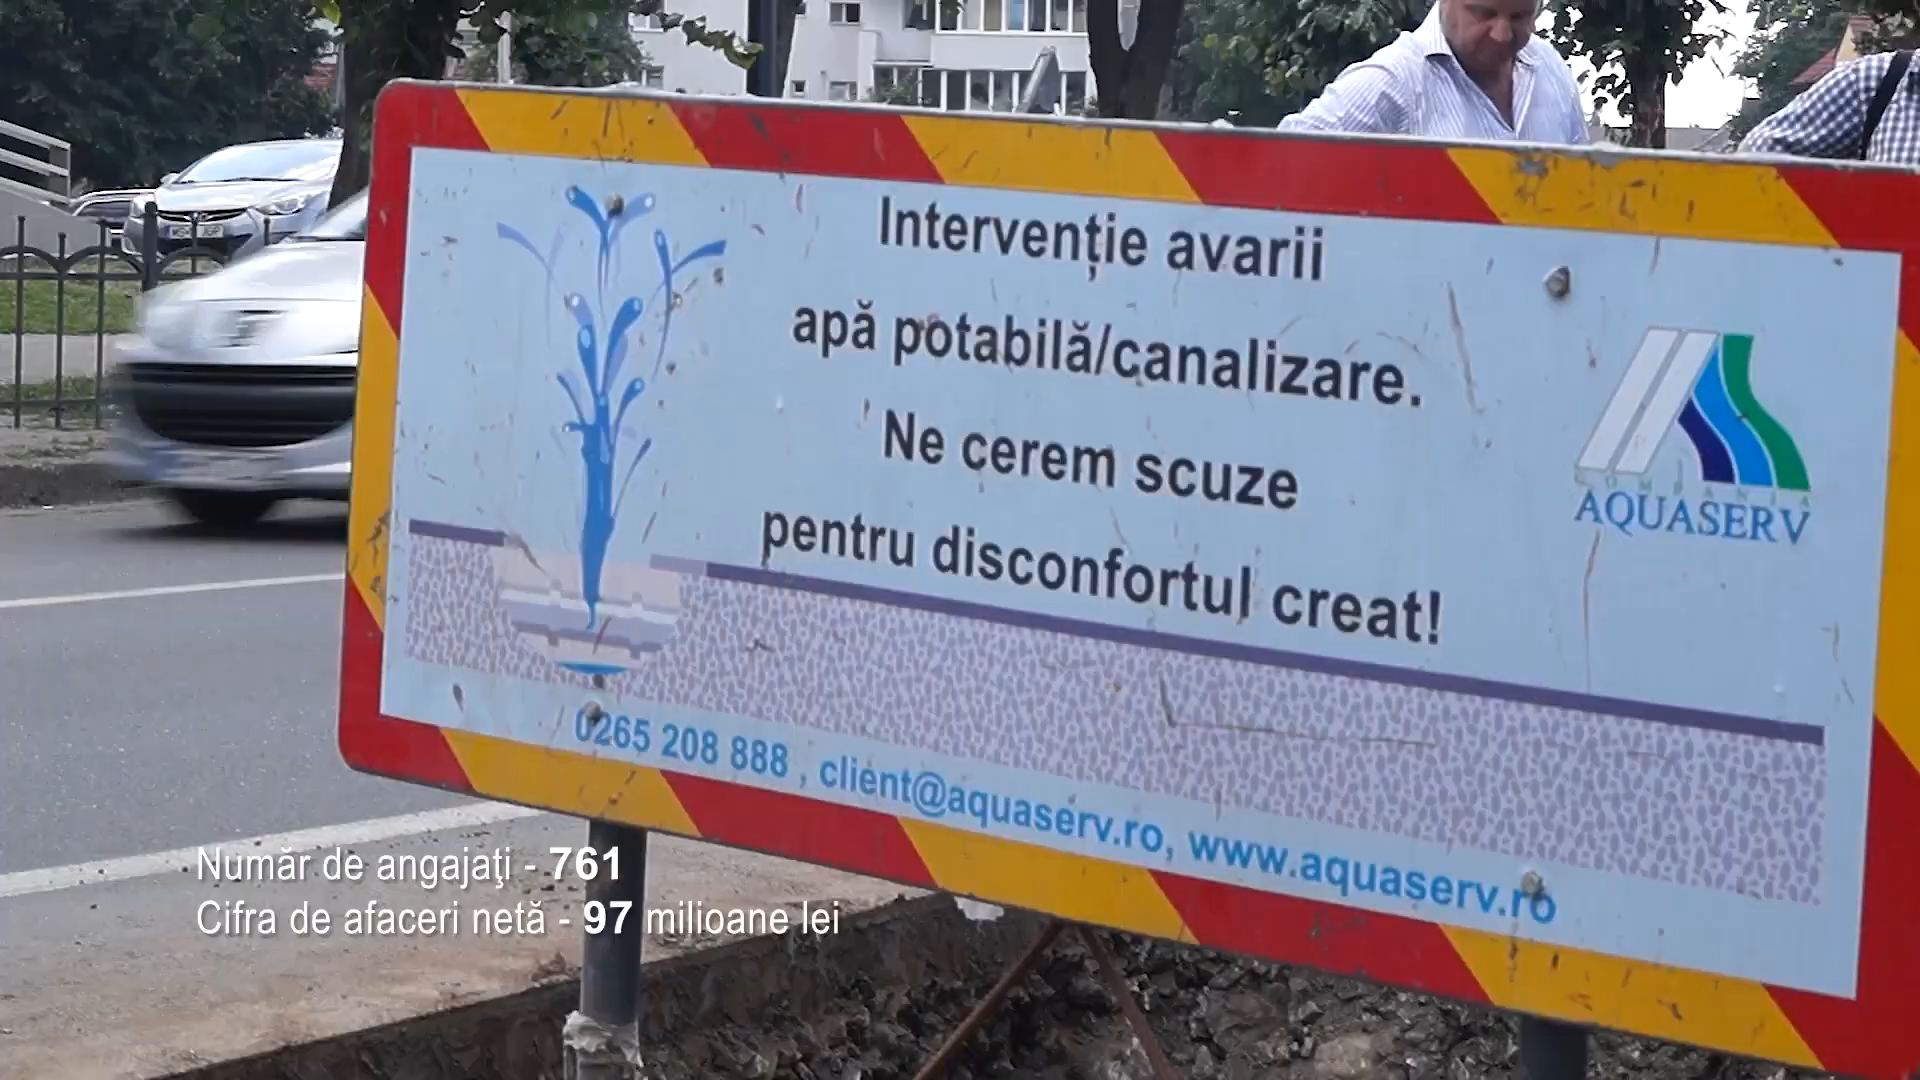 Intervenție avarii
apă potabilă/canalizare.
Ne cerem scuze
pentru disconfortul creat!
COMPANIA
AQUASERV
0265 208 888 , client@aquaserv.ro, www.aquaserv.ro
Număr de angajaţi - 761
Cifra de afaceri netă - 97 milioane lei